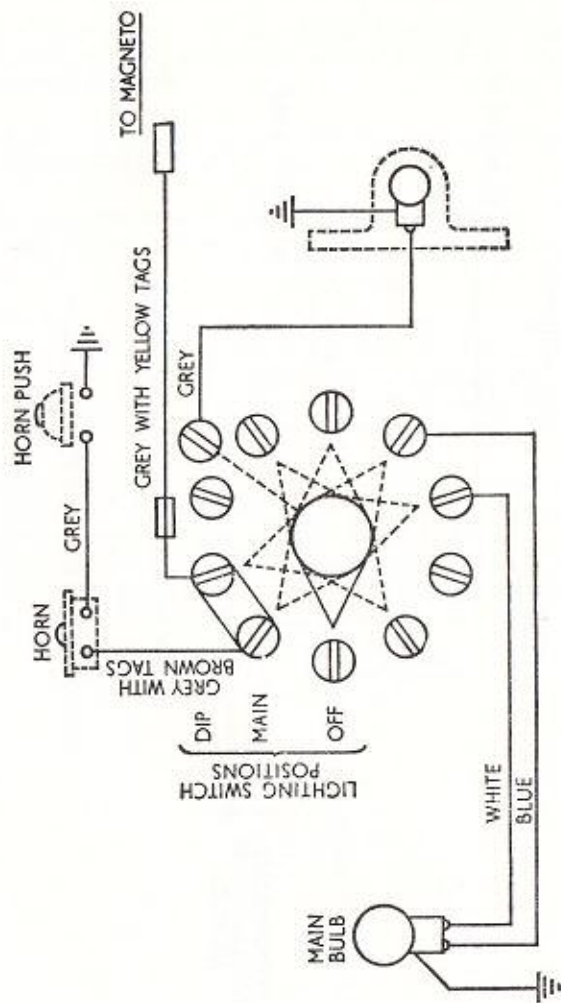 TO MAGNETO
HORN PUSH
GREY WITH YELLOW TAGS
GREY
GREY
HORN
GREY WITH
BROWN TAGS
DIP
MAIN
OFF
LIGHTING SWITCH
POSITIONS
WHITE
BLUE
MAIN
BULB